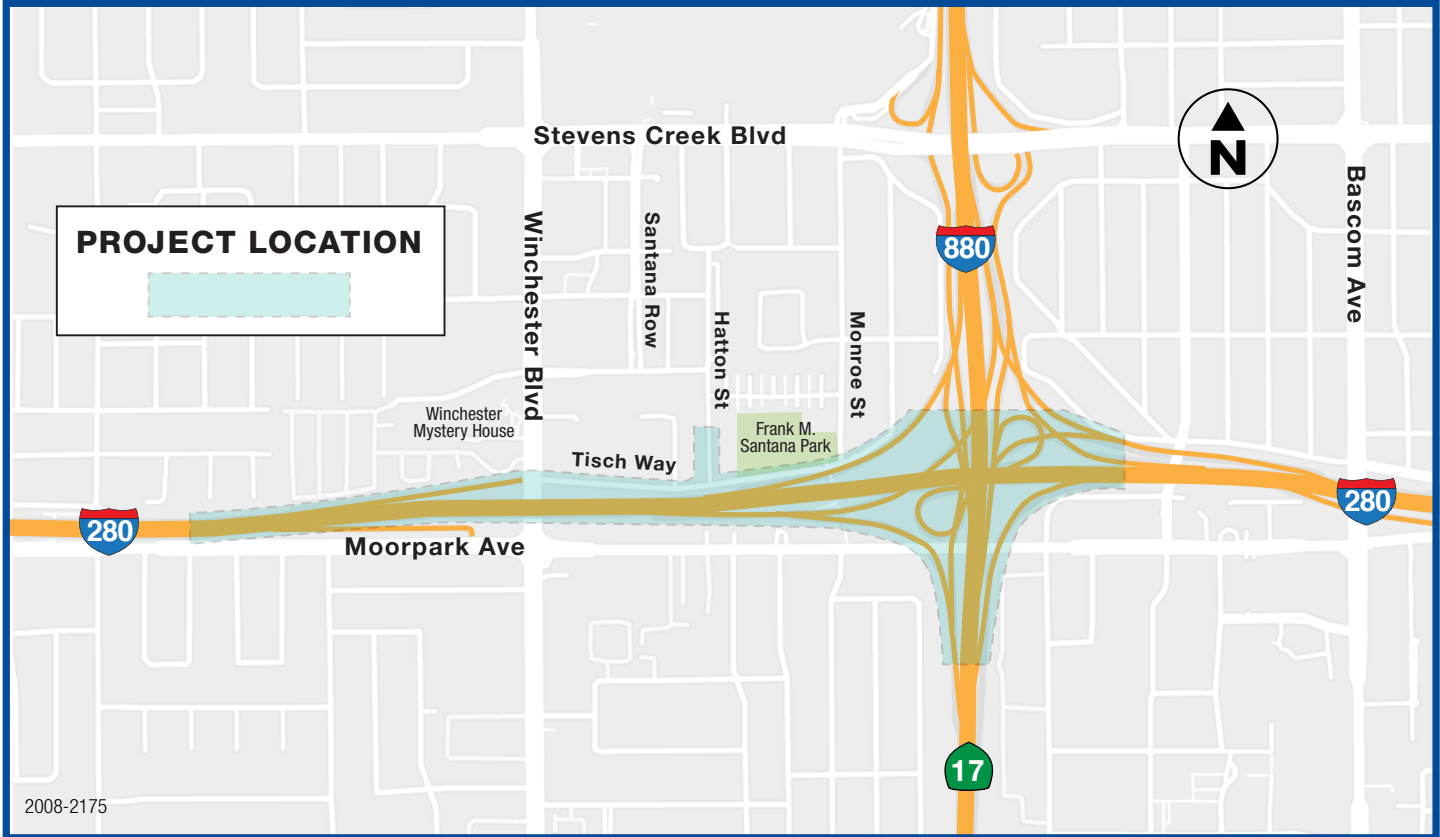 Stevens Creek Blvd
N
Bascom Ave
PROJECT LOCATION
Winchester Blvd
Santana Row
880
Hatton St
Monroe St
Winchester
Mystery House
Frank M.
Santana Park
Tisch Way
280
280
Moorpark Ave
17
2008-2175